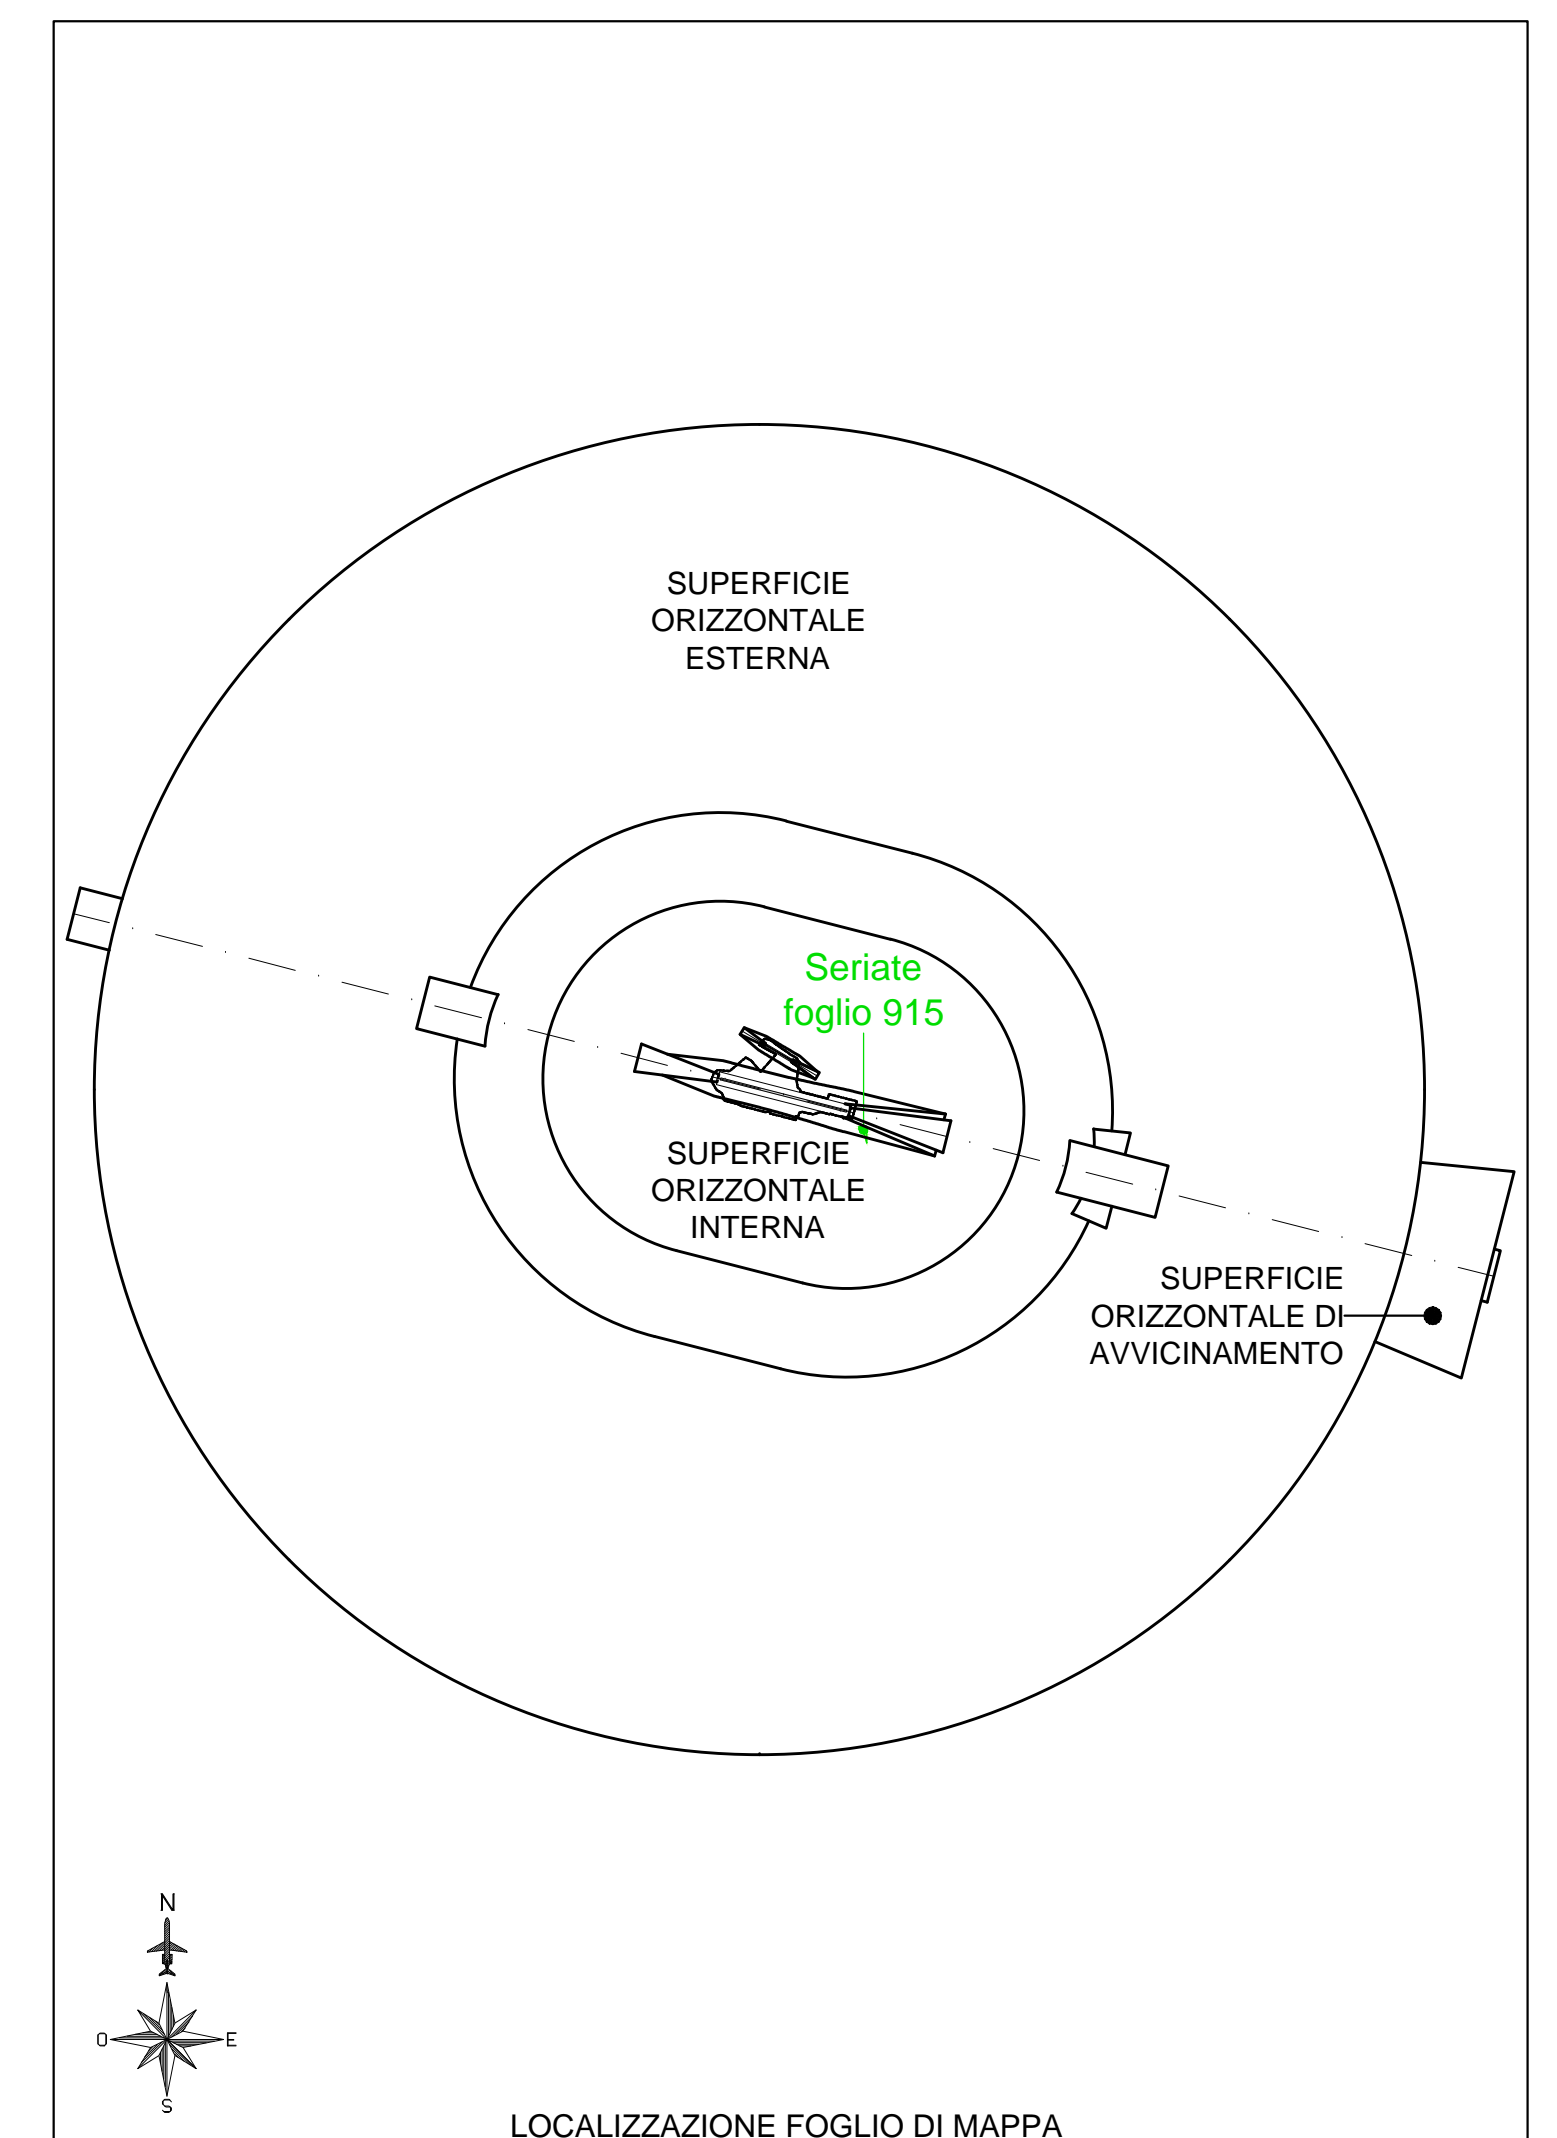 SUPERFICIE
ORIZZONTALE
ESTERNA
Seriate
foglio 915
SUPERFICIE
ORIZZONTALE
INTERNA
SUPERFICIE
ORIZZONTALE DI
AVVICINAMENTO
N
O
E
S
LOCALIZZAZIONE FOGLIO DI MAPPA